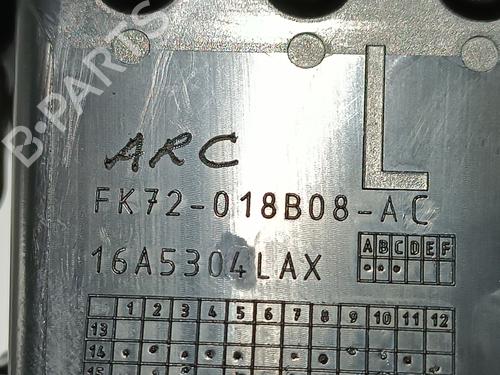 B-PARTS
L
ARC
FK72-018B08-AC
16A5304LAX
A B C D E F
1 2 3 4 5 6 7 8 9 10 11 12
13
14
15